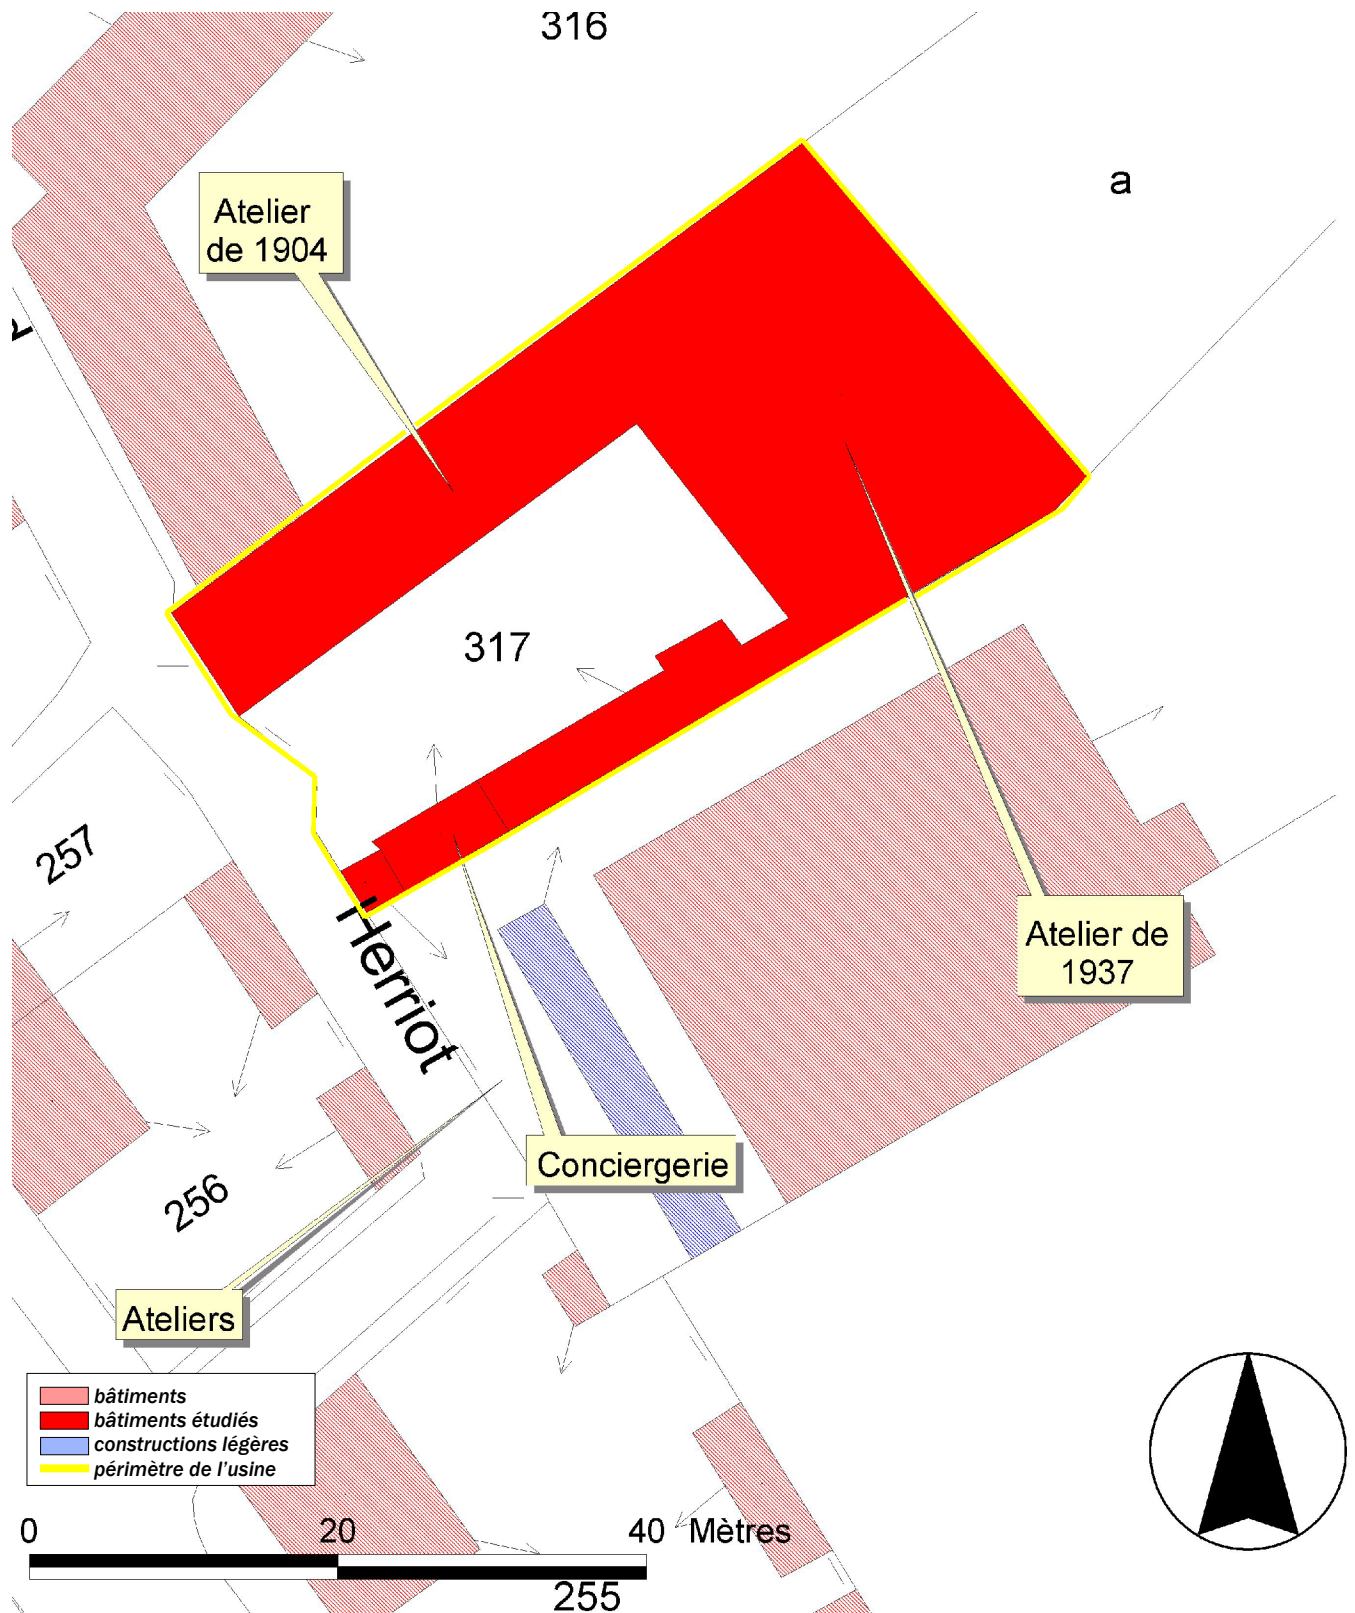 316
a
Atelier
de 1904
317
257
l'Herriot
Atelier de
1937
Conciergerie
256
Ateliers
bâtiments
bâtiments étudiés
constructions légères
périmètre de l'usine
0 20 40 Mètres
255